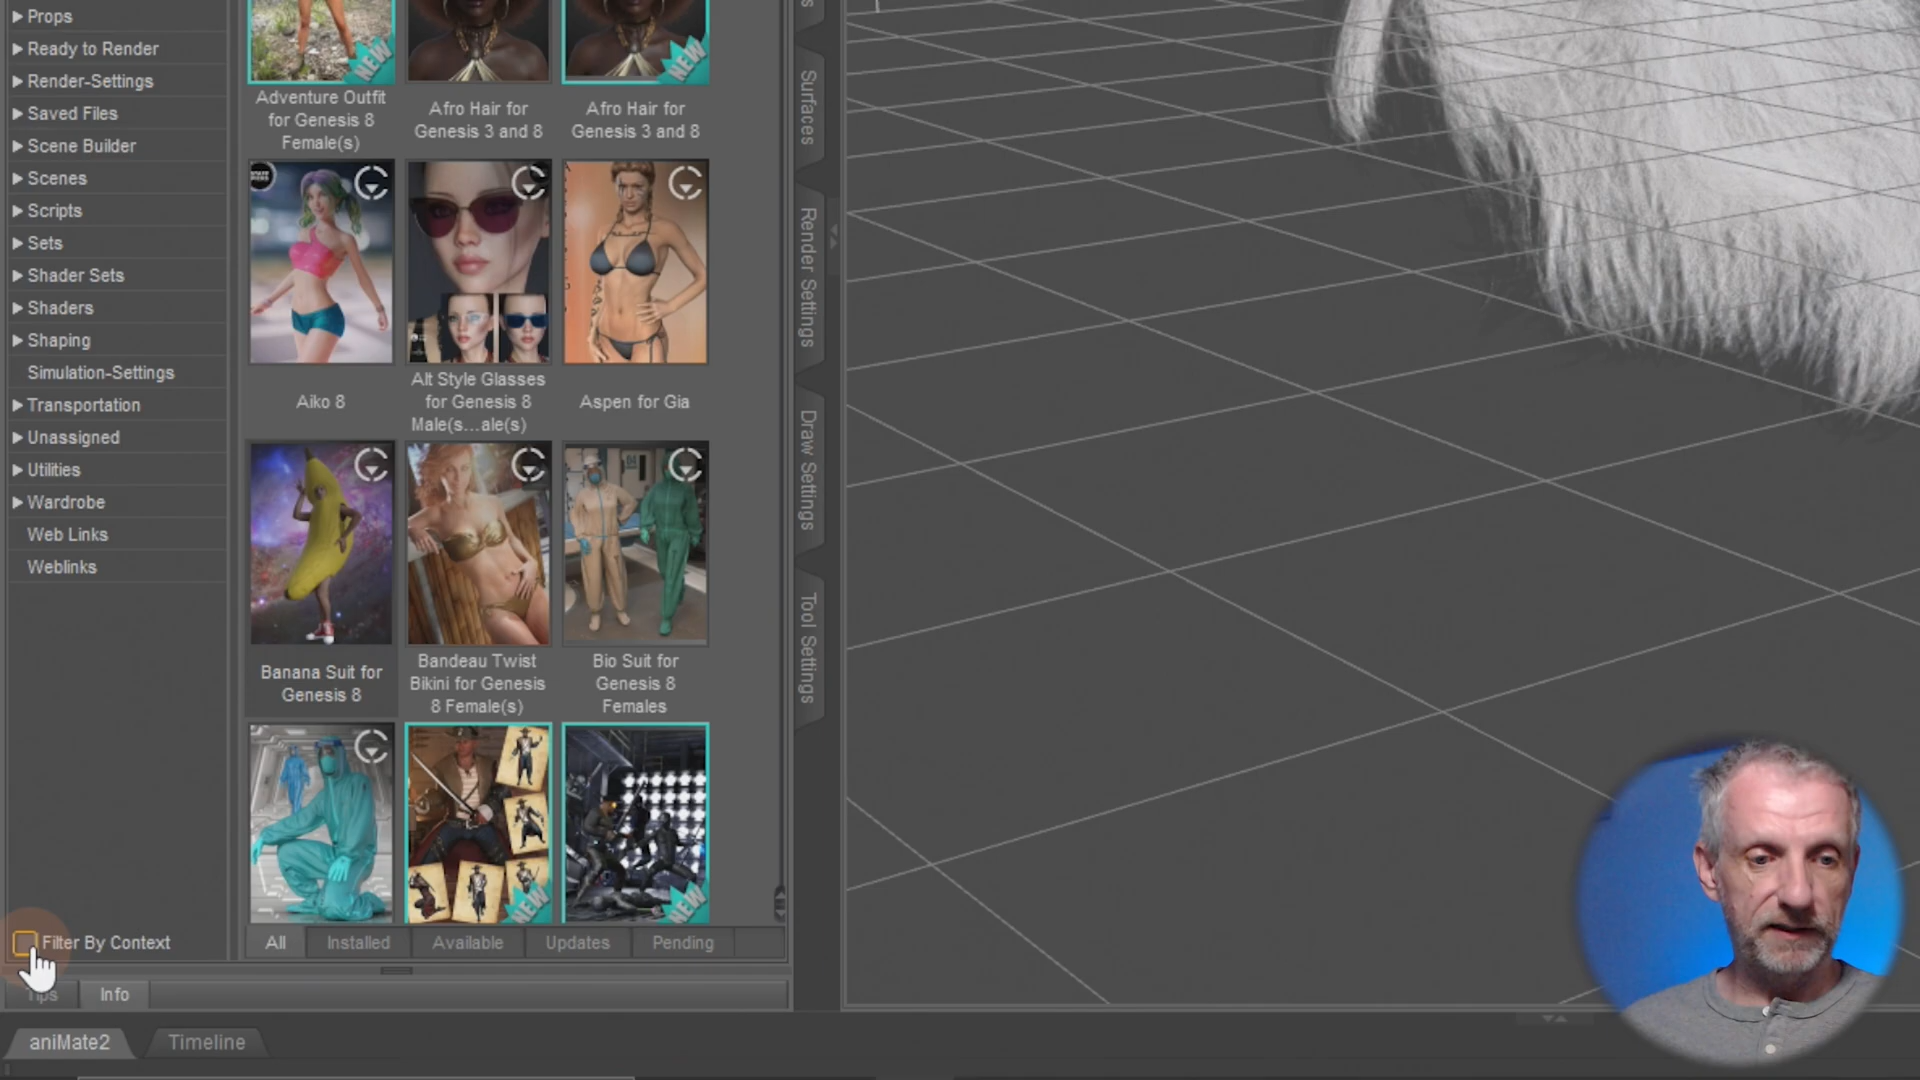 Props
Ready to Render
Render-Settings
Saved Files
Scene Builder
Scenes
Scripts
Sets
Shader Sets
Shaders
Shaping
Simulation-Settings
Transportation
Unassigned
Utilities
Wardrobe
Web Links
Weblinks
Filter By Context
NEW
NEW
Adventure Outfit
for Genesis 8
Female(s)
Afro Hair for
Genesis 3 and 8
Afro Hair for
Genesis 3 and 8
Aiko 8
Alt Style Glasses
for Genesis 8
Male(s...ale(s)
Aspen for Gia
Banana Suit for
Genesis 8
Bandeau Twist
Bikini for Genesis
8 Female(s)
Bio Suit for
Genesis 8
Females
NEW
NEW
All
Installed
Available
Updates
Pending
Tips
Info
aniMate2
Timeline
Surfaces
Render Settings
Draw Settings
Tool Settings